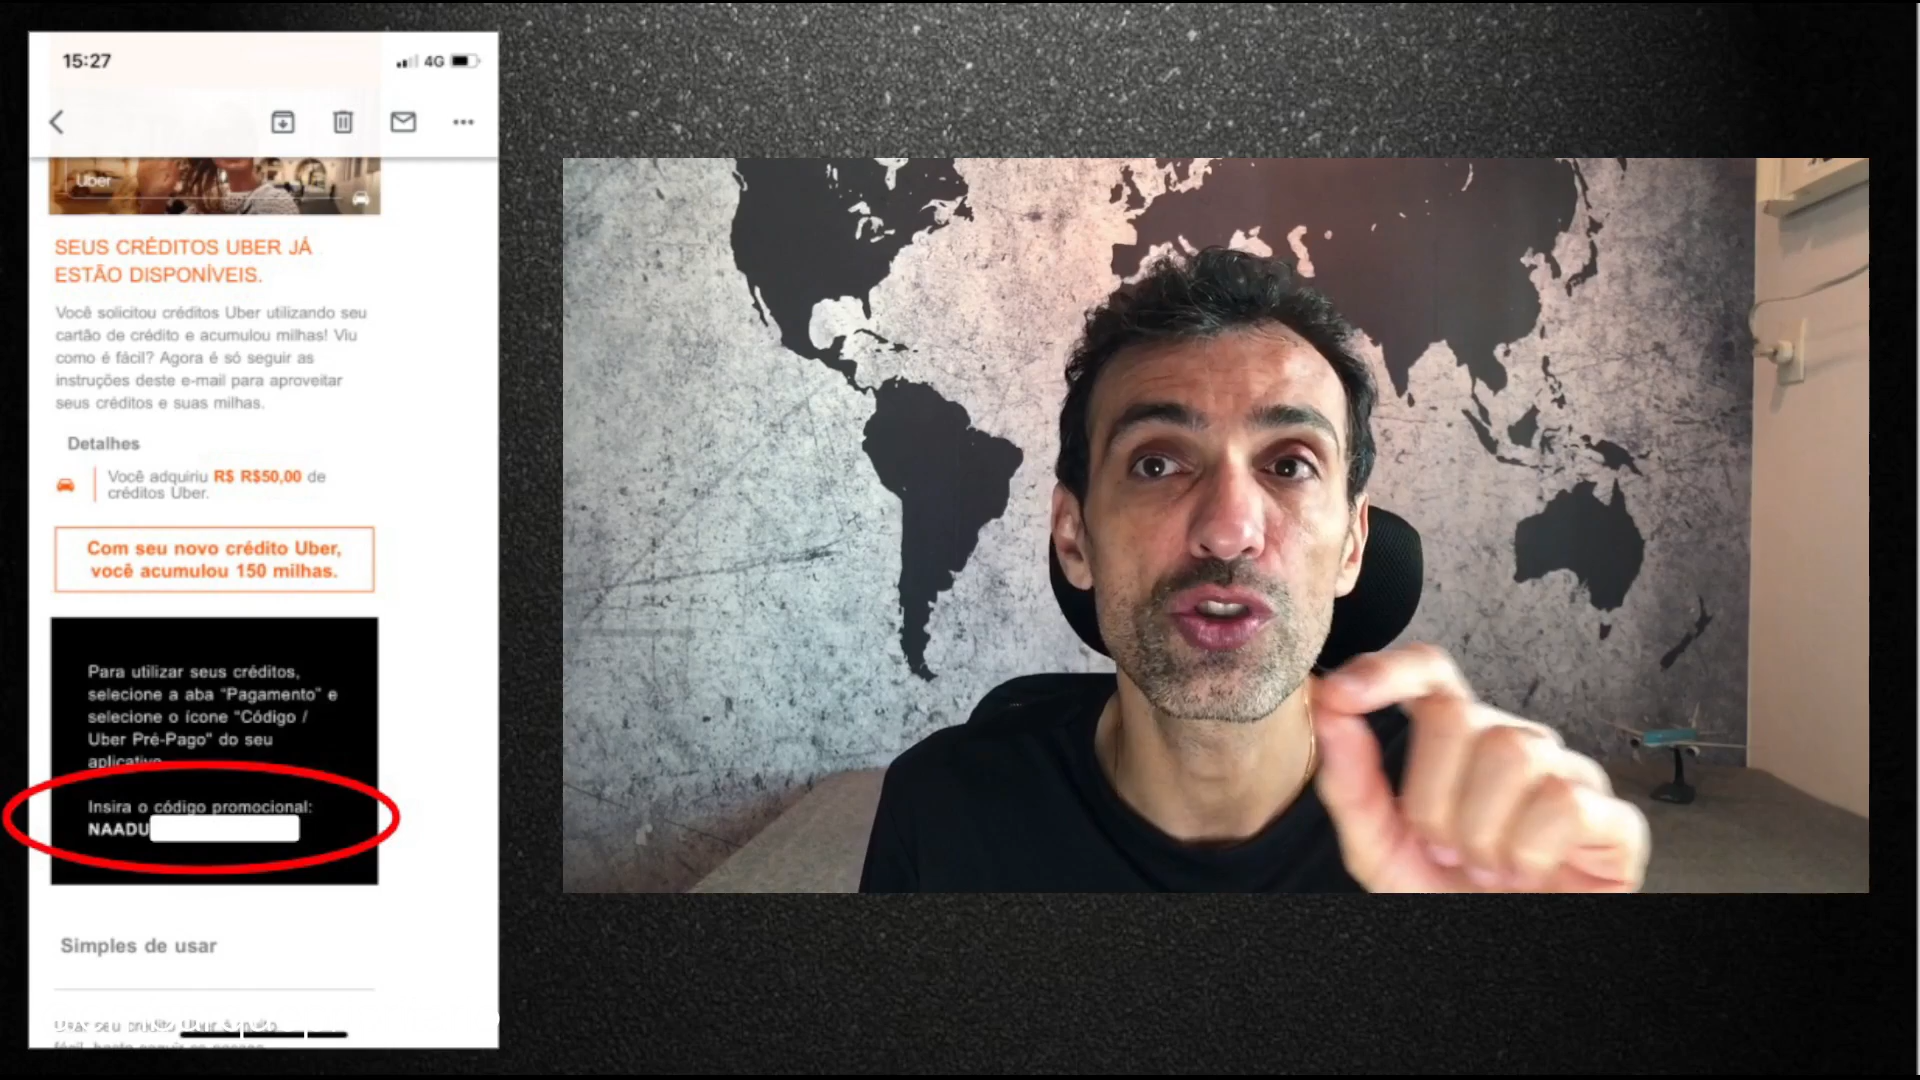 15:27
4G
Uber
SEUS CRÉDITOS UBER JÁ
ESTÃO DISPONÍVEIS.
Você solicitou créditos Uber utilizando seu
cartão de crédito e acumulou milhas! Viu
como é fácil? Agora é só seguir as
instruções deste e-mail para aproveitar
seus créditos e suas milhas.
Detalhes
Você adquiriu R$ R$50,00 de
créditos Uber.
Com seu novo crédito Uber,
você acumulou 150 milhas.
Para utilizar seus créditos,
selecione a aba "Pagamento" e
selecione o ícone "Código /
Uber Pré-Pago" do seu
aplicativo
Insira o código promocional:
NAADU
Simples de usar